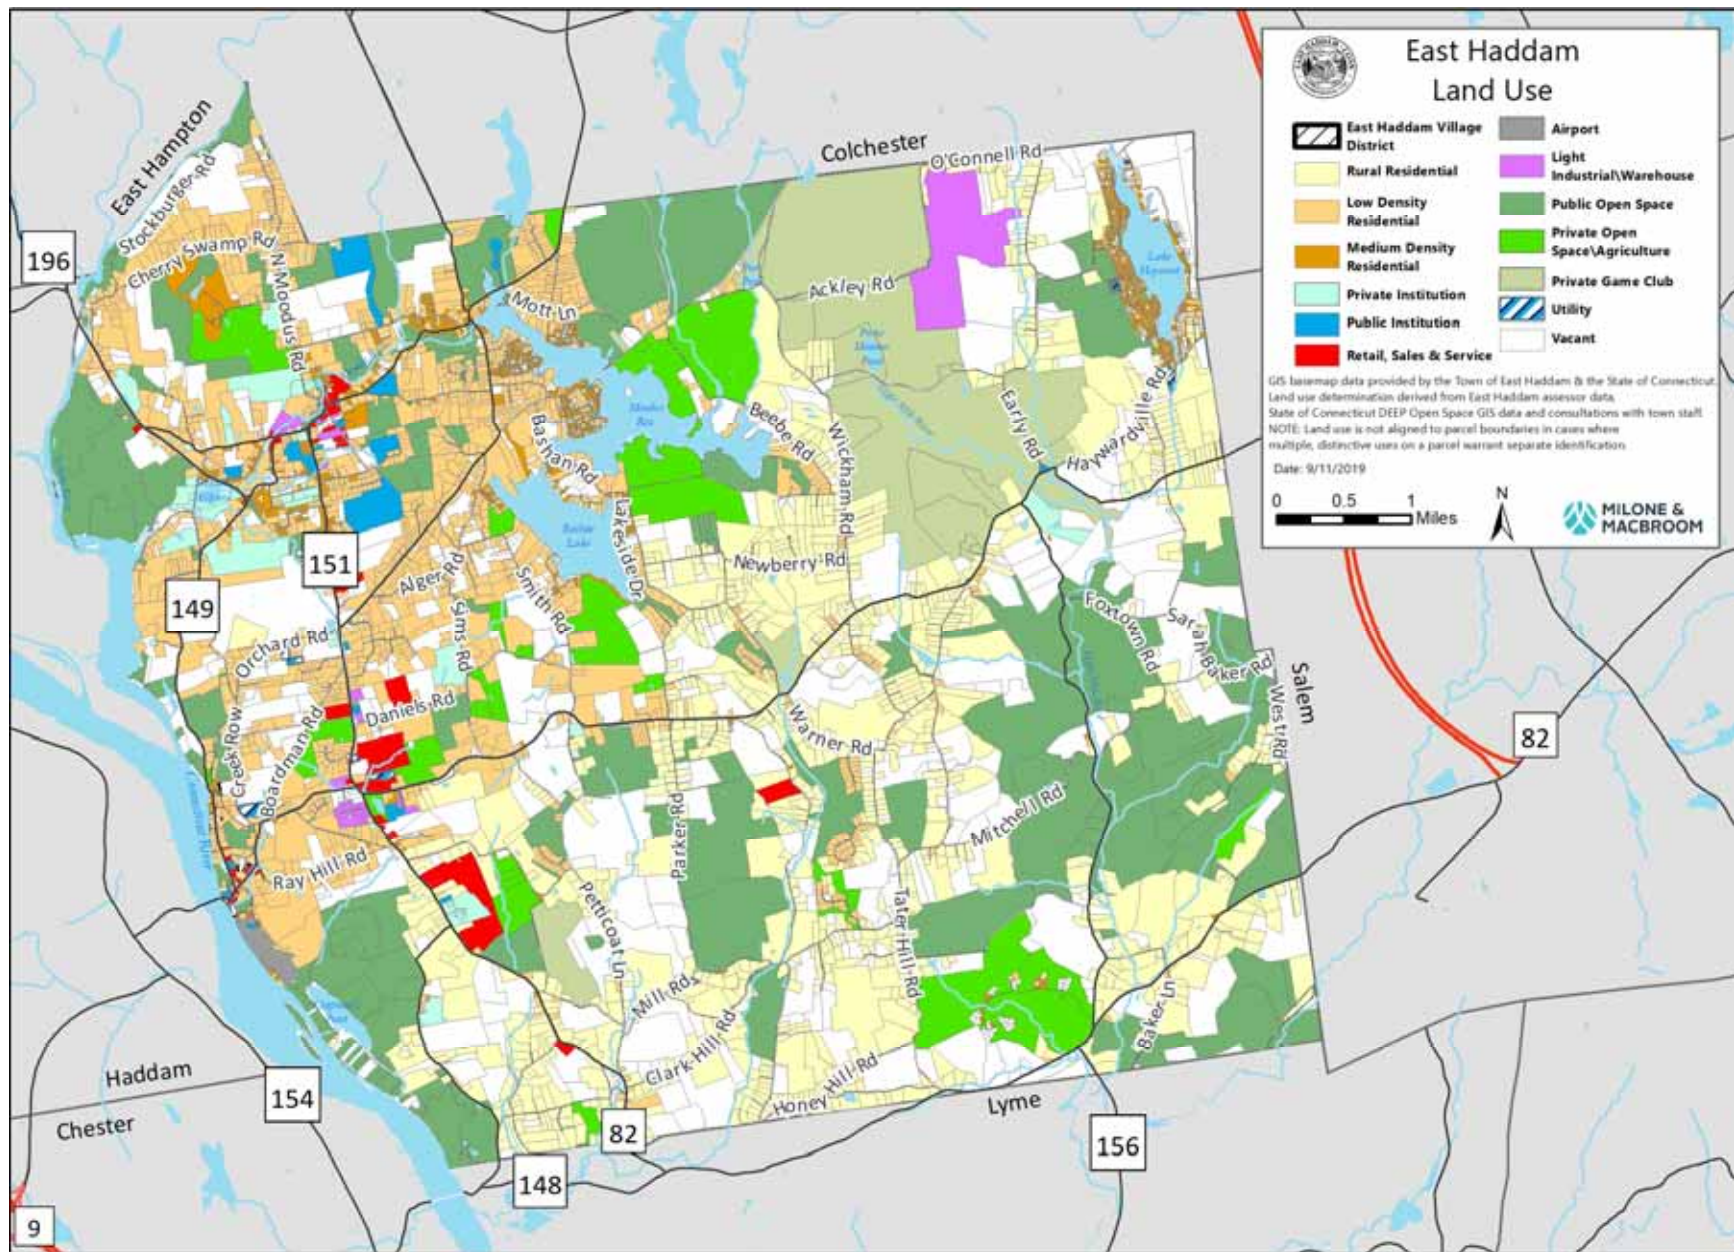 East Haddam
Land Use
East Haddam Village
District
Rural Residential
Low Density
Residential
Medium Density
Residential
Private Institution
Public Institution
Retail, Sales & Service
Airport
Light
Industrial\Warehouse
Public Open Space
Private Open
Space\Agriculture
Private Game Club
Utility
Vacant
GIS basemap data provided by the Town of East Haddam & the State of Connecticut.
Land use determination derived from East Haddam assessor data,
State of Connecticut DEEP Open Space GIS data and consultations with town staff.
NOTE: Land use is not aligned to parcel boundaries in cases where
multiple, distinctive uses on a parcel warrant separate identification
Date: 9/11/2019
0 0.5 1
Miles
N
MILONE &
MACBROOM
East Hampton
Colchester
O'Connell Rd
Stockburger Rd
Cherry Swamp Rd
N Moodus Rd
196
Mott Ln
Ackley Rd
Lake
Bashan Rd
Beebe Rd
Wickham Rd
Early Rd
Haywardville Rd
Lakeside Dr
Bashan
Lake
151
149
Alger Rd
Sims Rd
Smith Rd
Newberry Rd
Foxtown Rd
Sarah Baker Rd
Salem
West Rd
82
Orchard Rd
Creek Row
Boardman Rd
Daniels Rd
Warner Rd
Connecticut River
Parker Rd
Mitchell Rd
Ray Hill Rd
Petticoat Ln
Tater Hill Rd
Mill Rd
Clark Hill Rd
Baker Ln
Honey Hill Rd
Haddam
Chester
154
Lyme
82
156
148
9